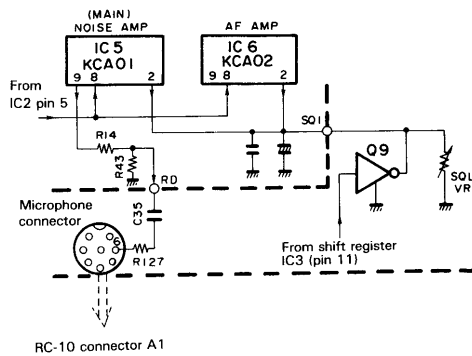 (MAIN)
NOISE AMP
AF AMP
IC 5
KCA01
9 8 2
IC 6
KCA02
9 8 2
From
IC2 pin 5
R14
R43
RD
SQ1
Q9
SQL
VR
C35
Microphone
connector
6
R127
From shift register
IC3 (pin 11)
RC-10 connector A1